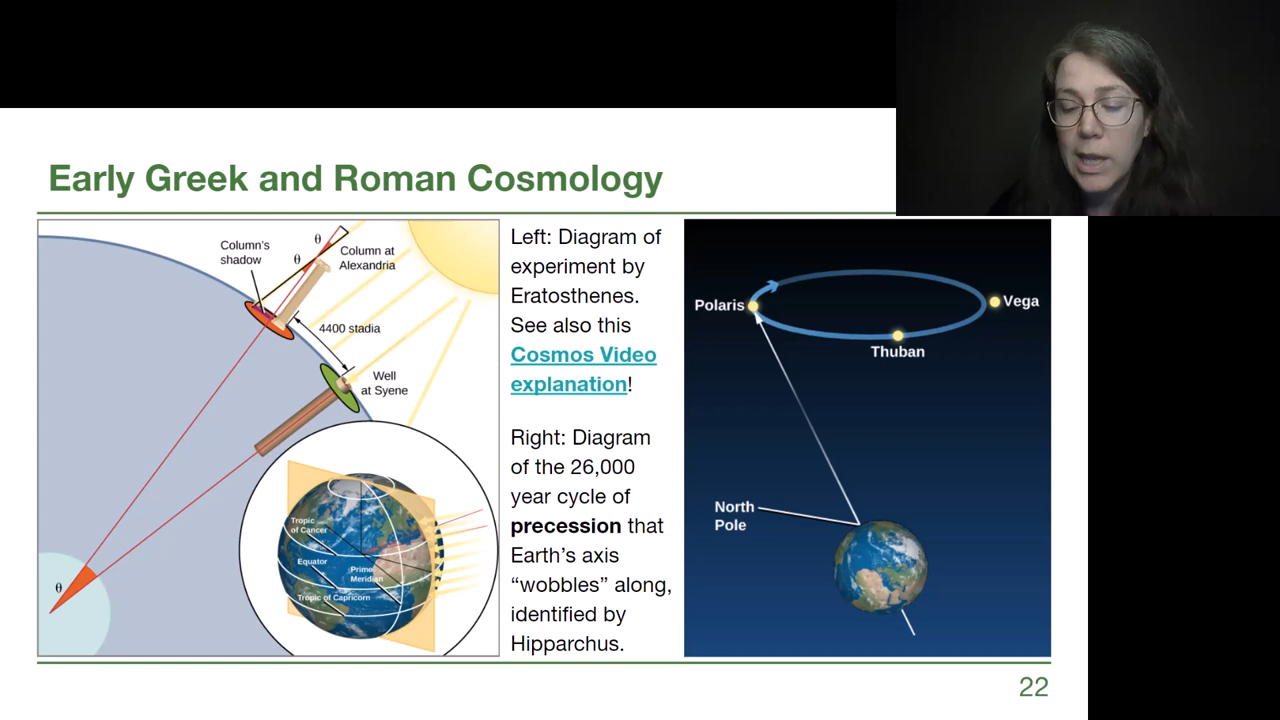 Early Greek and Roman Cosmology
Column's
shadow
θ
θ
Column at
Alexandria
4400 stadia
Well
at Syene
θ
Tropic
of Cancer
Equator
Prime
Meridian
Tropic of Capricorn
Left: Diagram of
experiment by
Eratosthenes.
See also this
Cosmos Video
explanation!
Right: Diagram
of the 26,000
year cycle of
precession that
Earth’s axis
“wobbles” along,
identified by
Hipparchus.
Polaris
Vega
Thuban
North
Pole
22